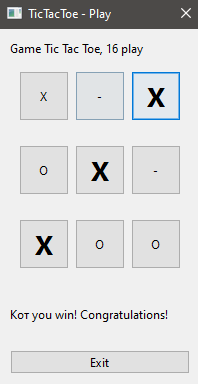 TicTacToe - Play
Game Tic Tac Toe, 16 play
X - X
O X -
X O O
Кот you win! Congratulations!
Exit